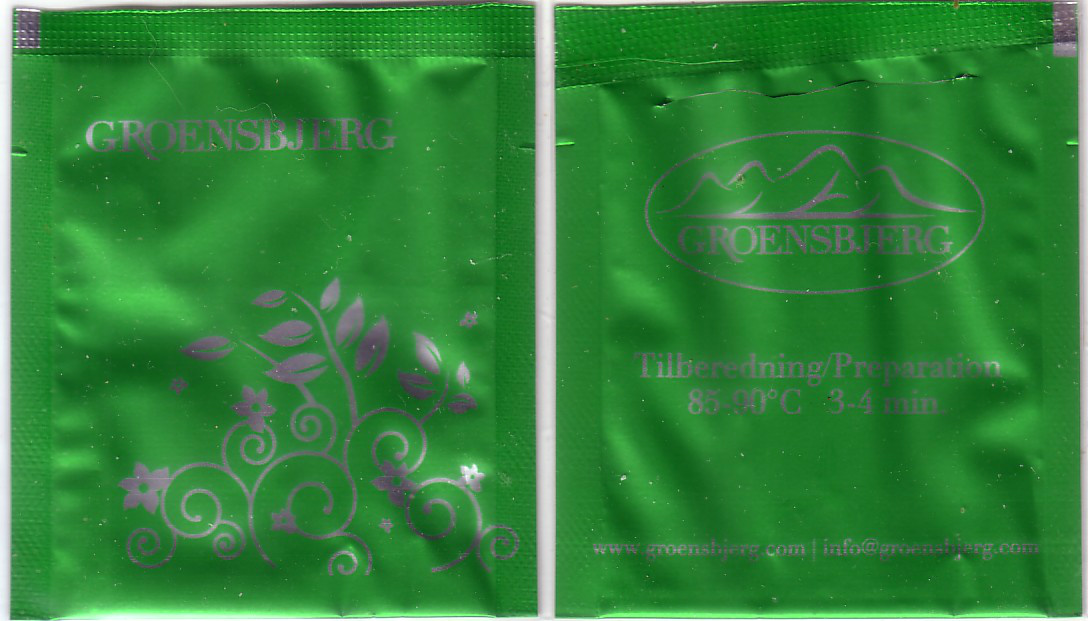 GROENSBJERG
GROENSBJERG
Tilberedning/Preparation
85-90°C 3-4 min.
www.groensbjerg.com | info@groensbjerg.com